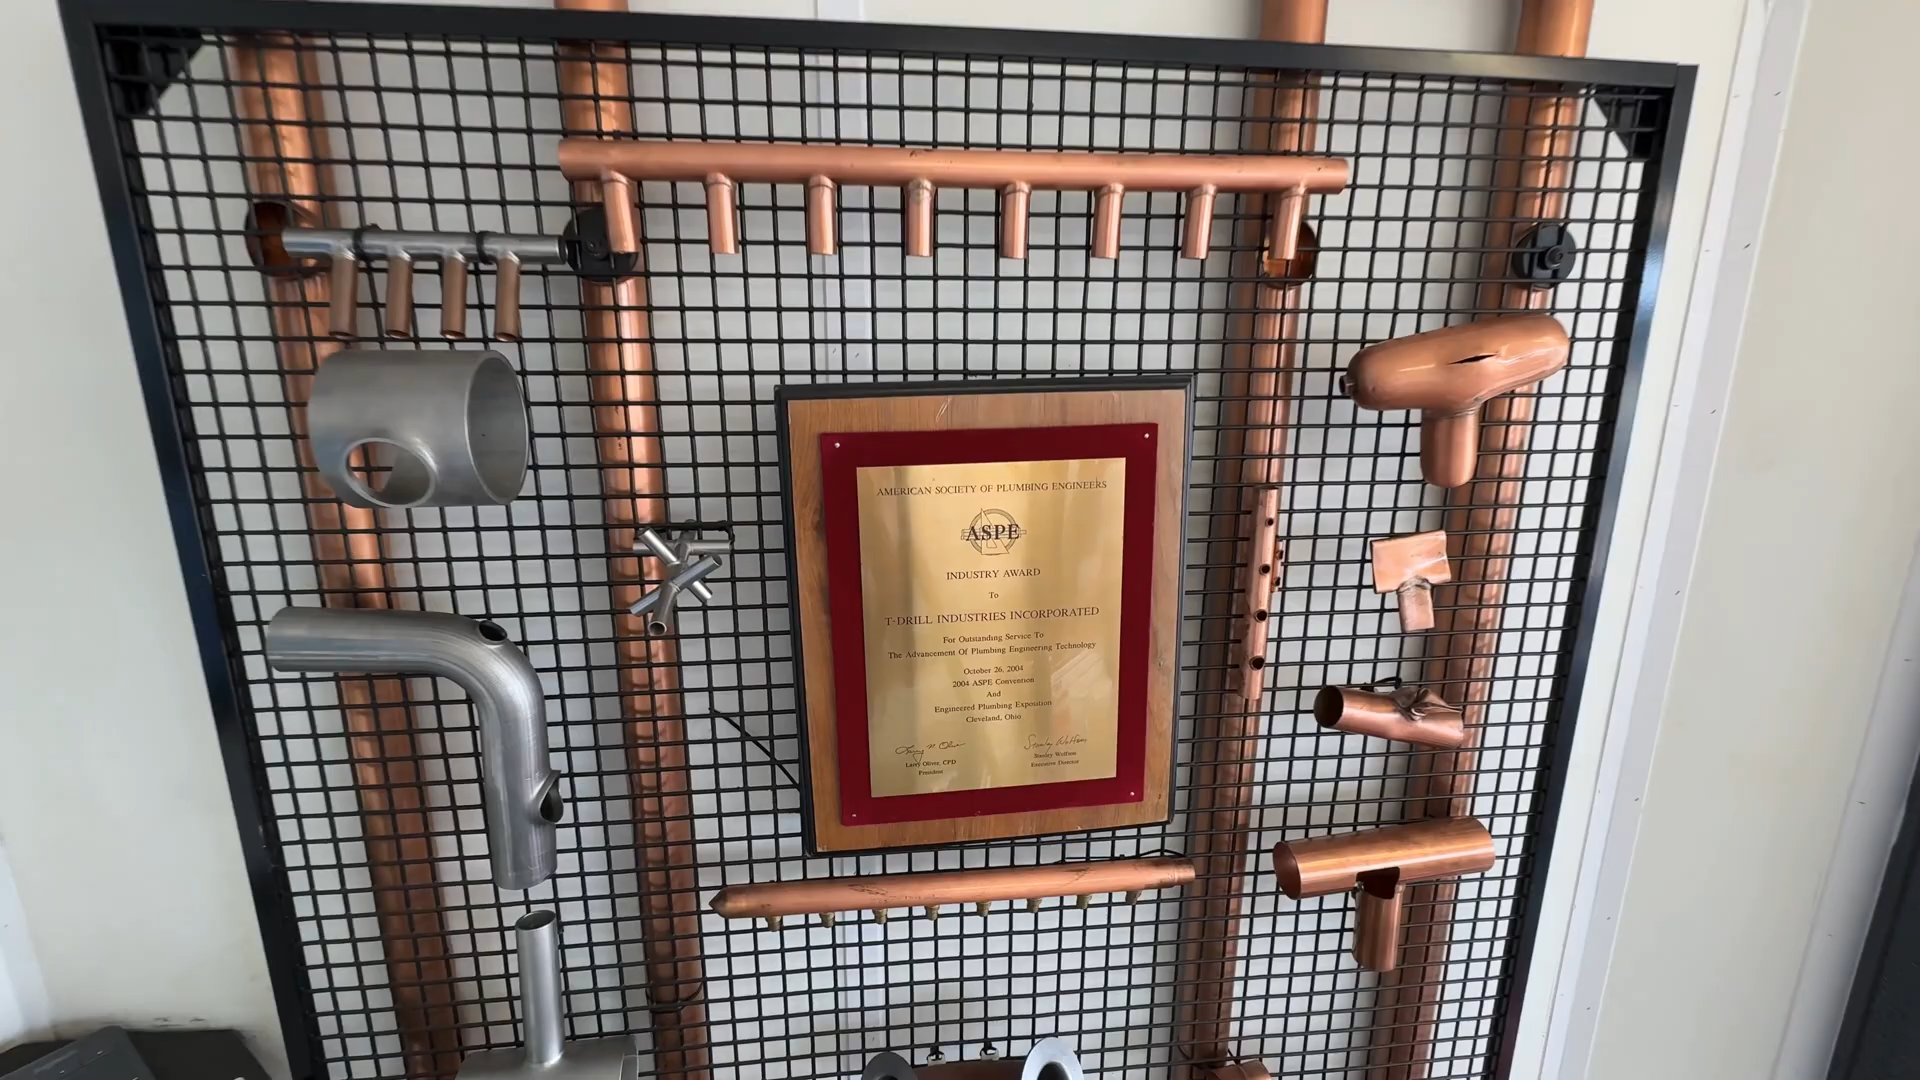 AMERICAN SOCIETY OF PLUMBING ENGINEERS
ASPE
INDUSTRY AWARD
To
T-DRILL INDUSTRIES INCORPORATED
For Outstanding Service To
The Advancement Of Plumbing Engineering Technology
October 26, 2004
2004 ASPE Convention
And
Engineered Plumbing Exposition
Cleveland, Ohio
Stanley Wolfson
Larry Oliver, CPD
Stanley Wolfson
President
Executive Director